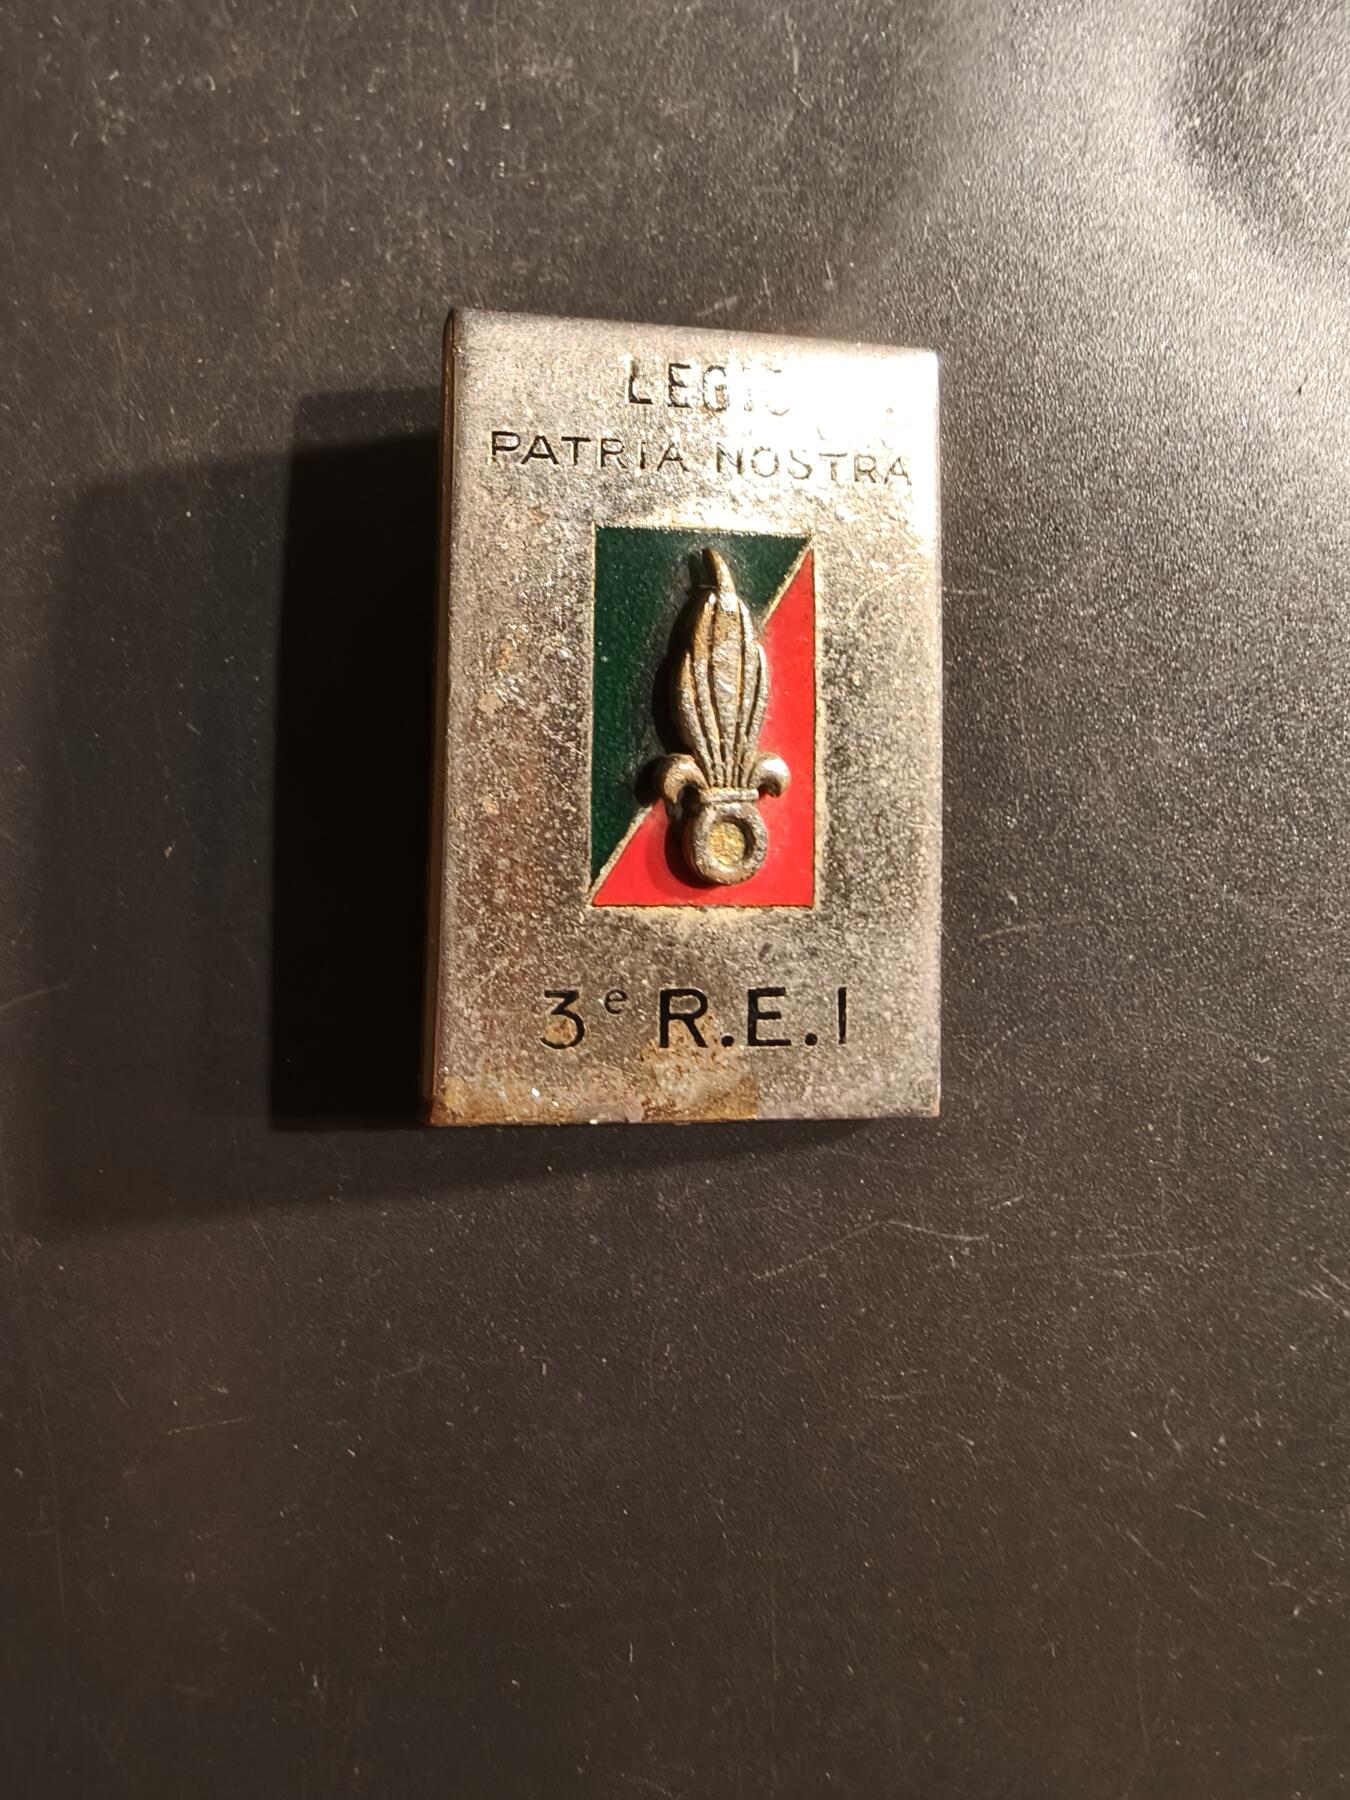 LEGIO
PATRIA NOSTRA
3e R.E.I